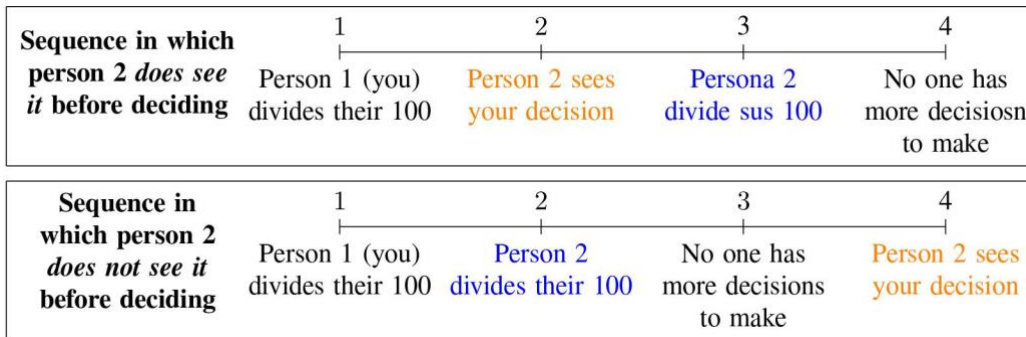 Sequence in which
person 2 does see
it before deciding
1 2 3 4
Person 1 (you) Person 2 sees Persona 2 No one has
divides their 100 your decision divide sus 100 more decisiosn
to make
Sequence in
which person 2
does not see it
before deciding
1 2 3 4
Person 1 (you) Person 2 No one has Person 2 sees
divides their 100 divides their 100 more decisions your decision
to make